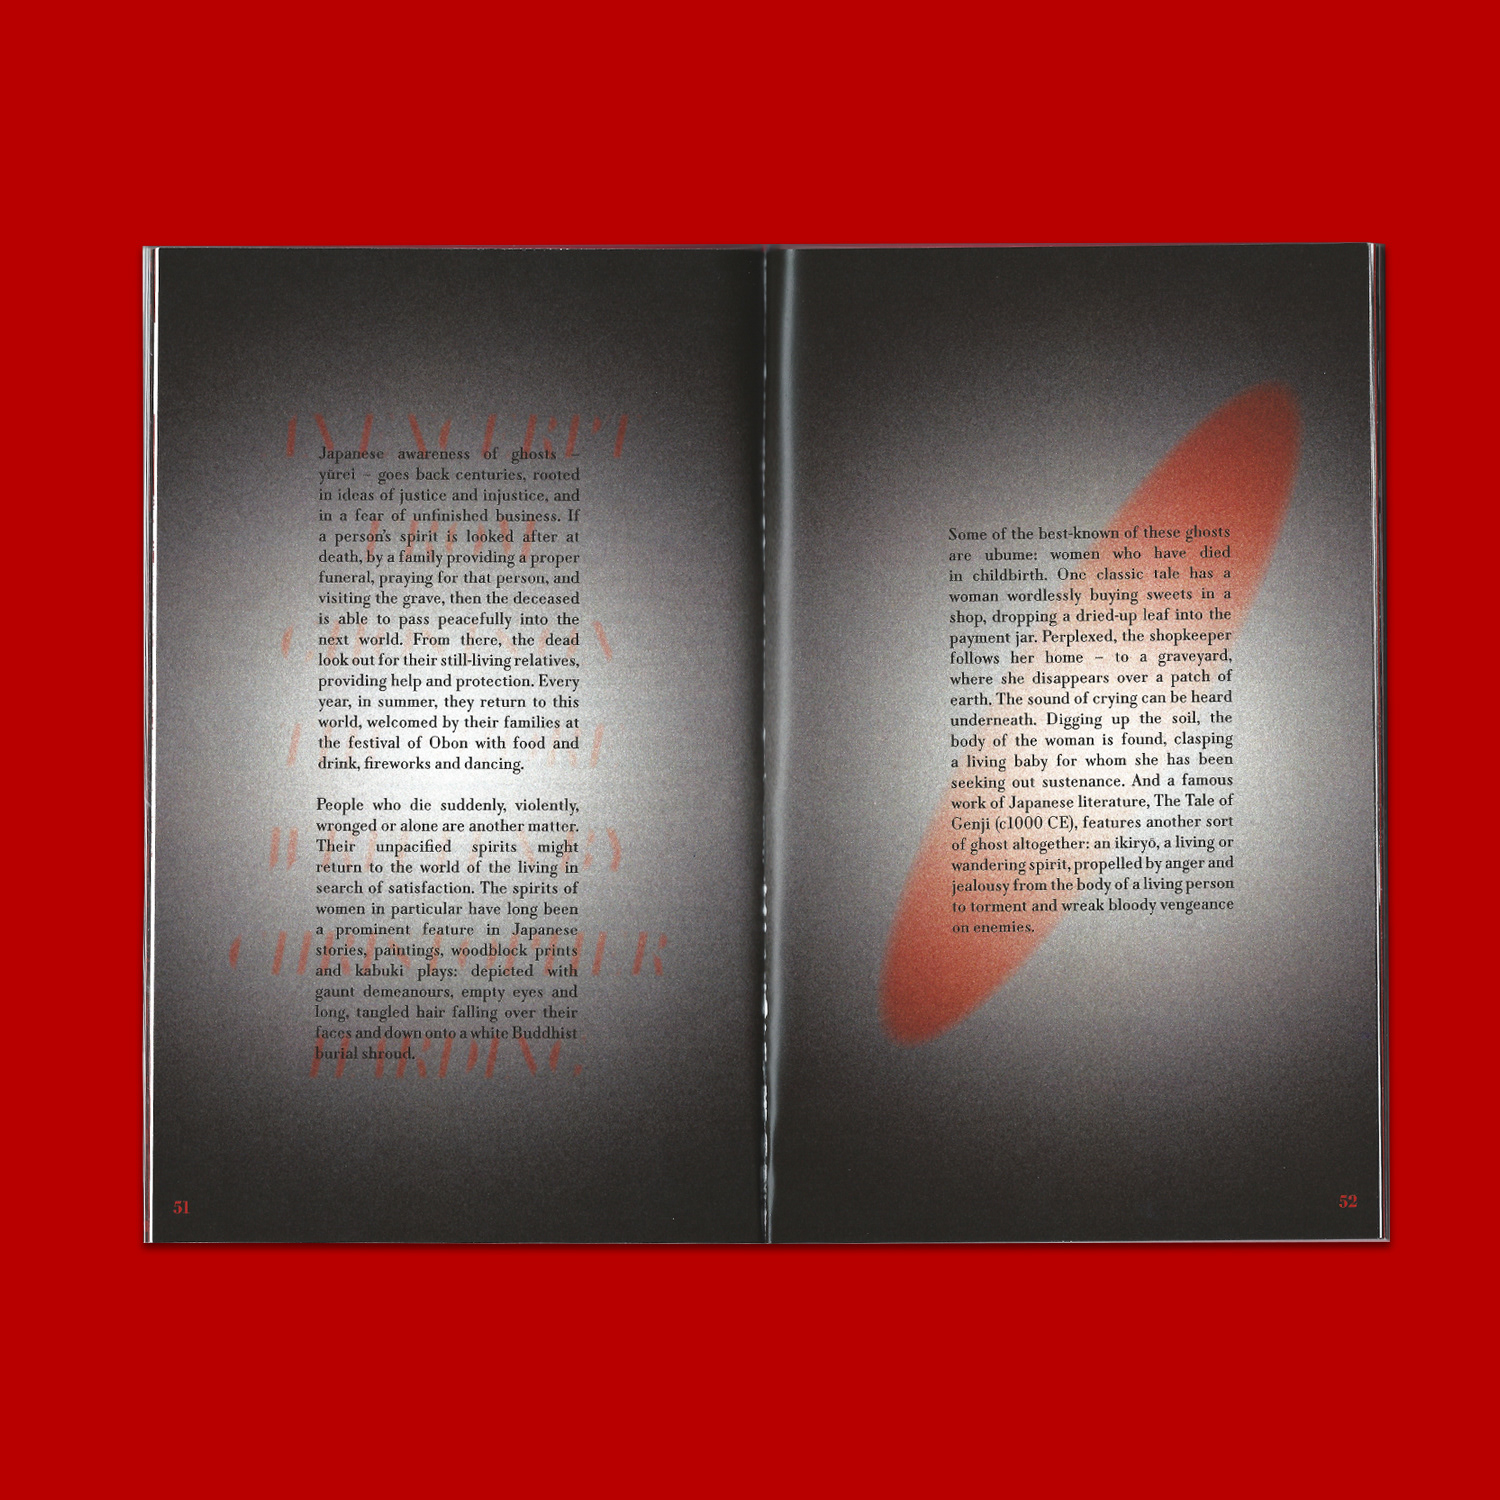 Japanese awareness of ghosts –
yūrei – goes back centuries, rooted
in ideas of justice and injustice, and
in a fear of unfinished business. If
a person's spirit is looked after at
death, by a family providing a proper
funeral, praying for that person, and
visiting the grave, then the deceased
is able to pass peacefully into the
next world. From there, the dead
look out for their still-living relatives,
providing help and protection. Every
year, in summer, they return to this
world, welcomed by their families at
the festival of Obon with food and
drink, fireworks and dancing.
People who die suddenly, violently,
wronged or alone are another matter.
Their unpacified spirits might
return to the world of the living in
search of satisfaction. The spirits of
women in particular have long been
a prominent feature in Japanese
stories, paintings, woodblock prints
and kabuki plays: depicted with
gaunt demeanours, empty eyes and
long, tangled hair falling over their
faces and down onto a white Buddhist
burial shroud.
51
Some of the best-known of these ghosts
are ubume: women who have died
in childbirth. One classic tale has a
woman wordlessly buying sweets in a
shop, dropping a dried-up leaf into the
payment jar. Perplexed, the shopkeeper
follows her home – to a graveyard,
where she disappears over a patch of
earth. The sound of crying can be heard
underneath. Digging up the soil, the
body of the woman is found, clasping
a living baby for whom she has been
seeking out sustenance. And a famous
work of Japanese literature, The Tale of
Genji (c1000 CE), features another sort
of ghost altogether: an ikiryō, a living or
wandering spirit, propelled by anger and
jealousy from the body of a living person
to torment and wreak bloody vengeance
on enemies.
52